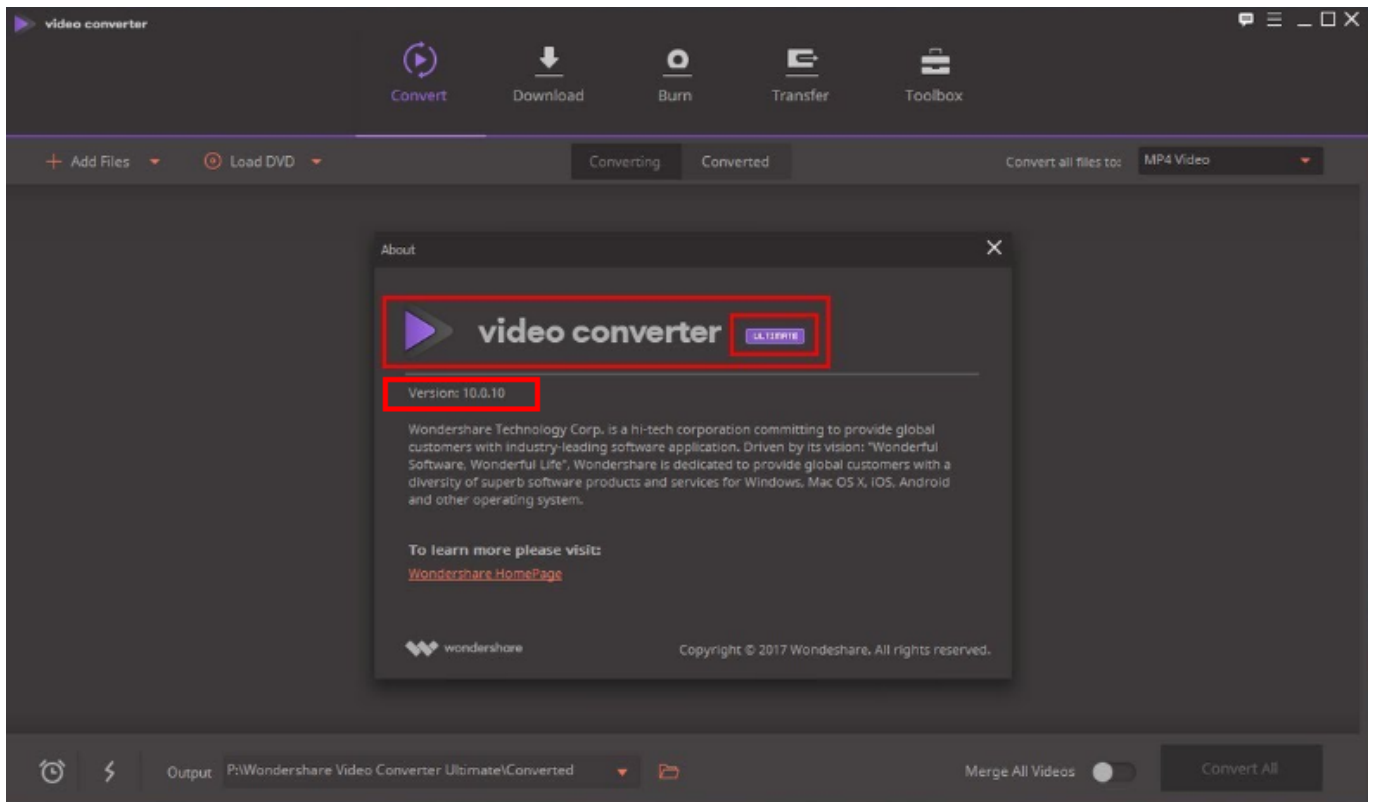 video converter
Convert
Download
Burn
Transfer
Toolbox
Add Files
Load DVD
Converting
Converted
Convert all files to:
MP4 Video
About
video converter
ULTIMATE
Version: 10.0.10
Wondershare Technology Corp. is a hi-tech corporation committing to provide global
customers with industry-leading software application. Driven by its vision: "Wonderful
Software, Wonderful Life", Wondershare is dedicated to provide global customers with a
diversity of superb software products and services for Windows, Mac OS X, iOS, Android
and other operating system.
To learn more please visit:
Wondershare HomePage
wondershare
Copyright © 2017 Wondeshare. All rights reserved.
Output
P:\Wondershare Video Converter Ultimate\Converted
Merge All Videos
Convert All